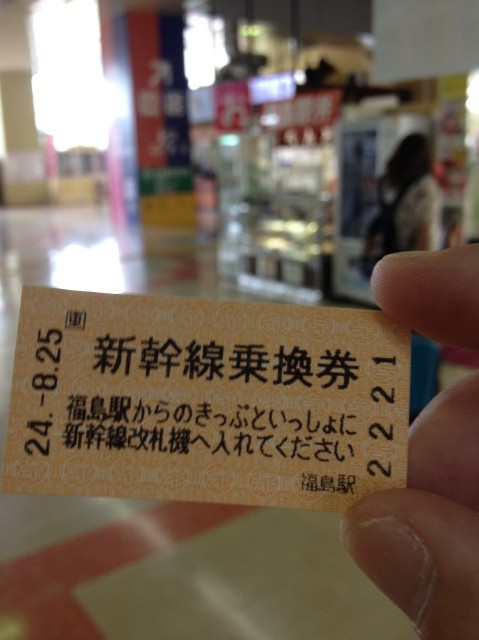 24.-8.25
東
新幹線乗換券
福島駅からのきっぷといっしょに
新幹線改札機へ入れてください
福島駅
2221